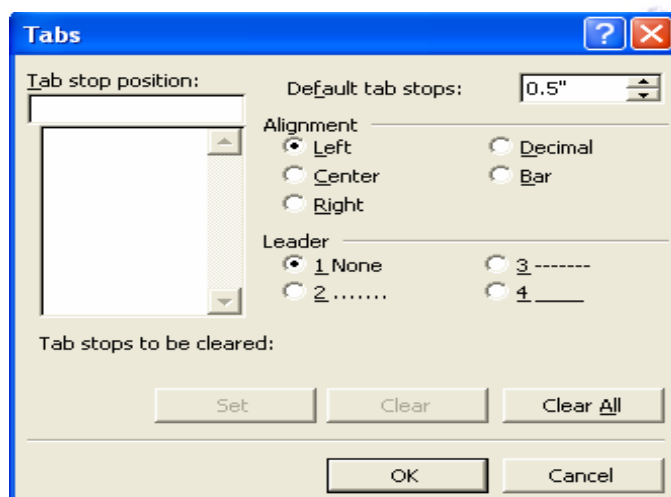 Tabs
Tab stop position:
Default tab stops: 0.5"
Alignment
Left Decimal
Center Bar
Right
Leader
1 None 3 -------
2 ....... 4 ____
Tab stops to be cleared:
Set Clear Clear All
OK Cancel